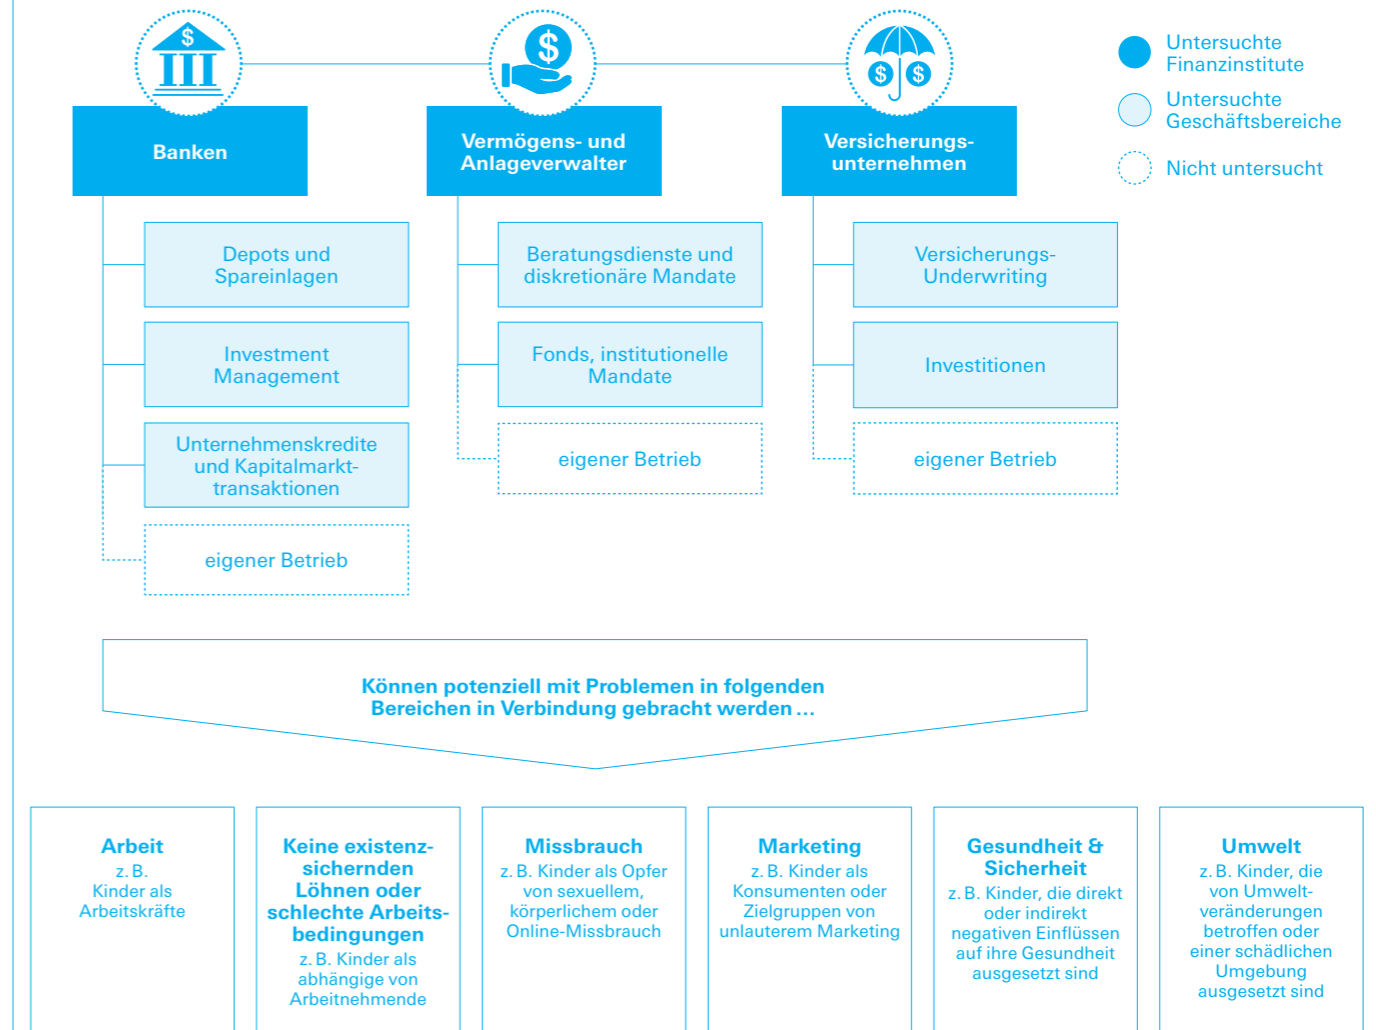 $
$
$ $
Untersuchte
Finanzinstitute
Untersuchte
Geschäftsbereiche
Nicht untersucht
Banken
Vermögens- und
Anlageverwalter
Versicherungs-
unternehmen
Depots und
Spareinlagen
Beratungsdienste und
diskretionäre Mandate
Versicherungs-
Underwriting
Investment
Management
Fonds, institutionelle
Mandate
Investitionen
Unternehmenskredite
und Kapitalmarkt-
transaktionen
eigener Betrieb
eigener Betrieb
eigener Betrieb
Können potenziell mit Problemen in folgenden
Bereichen in Verbindung gebracht werden ...
Arbeit
z. B.
Kinder als
Arbeitskräfte
Keine existenz-
sichernden
Löhnen oder
schlechte Arbeits-
bedingungen
z. B. Kinder als
abhängige von
Arbeitnehmende
Missbrauch
z. B. Kinder als Opfer
von sexuellem,
körperlichem oder
Online-Missbrauch
Marketing
z. B. Kinder als
Konsumenten oder
Zielgruppen von
unlauterem Marketing
Gesundheit &
Sicherheit
z. B. Kinder, die direkt
oder indirekt
negativen Einflüssen
auf ihre Gesundheit
ausgesetzt sind
Umwelt
z. B. Kinder, die
von Umwelt-
veränderungen
betroffen oder
einer schädlichen
Umgebung
ausgesetzt sind